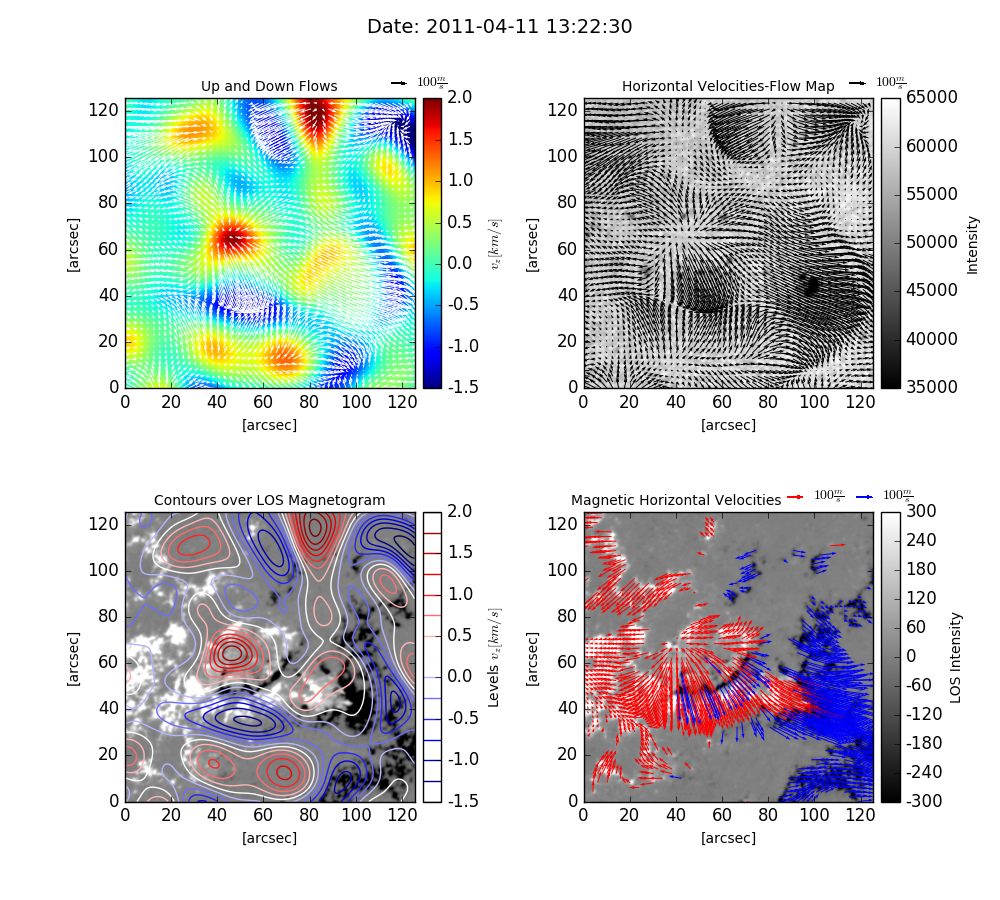 Date: 2011-04-11 13:22:30
Up and Down Flows
100 m/s
120
100
80
60
40
20
0
[arcsec]
0 20 40 60 80 100 120
[arcsec]
2.0
1.5
1.0
0.5
0.0
-0.5
-1.0
-1.5
v_z[km/s]
Horizontal Velocities-Flow Map
100 m/s
120
100
80
60
40
20
0
[arcsec]
0 20 40 60 80 100 120
[arcsec]
65000
60000
55000
50000
45000
40000
35000
Intensity
Contours over LOS Magnetogram
120
100
80
60
40
20
0
[arcsec]
0 20 40 60 80 100 120
[arcsec]
2.0
1.5
1.0
0.5
0.0
-0.5
-1.0
-1.5
Levels v_z[km/s]
Magnetic Horizontal Velocities
100 m/s
100 m/s
120
100
80
60
40
20
0
[arcsec]
0 20 40 60 80 100 120
[arcsec]
300
240
180
120
60
0
-60
-120
-180
-240
-300
LOS Intensity